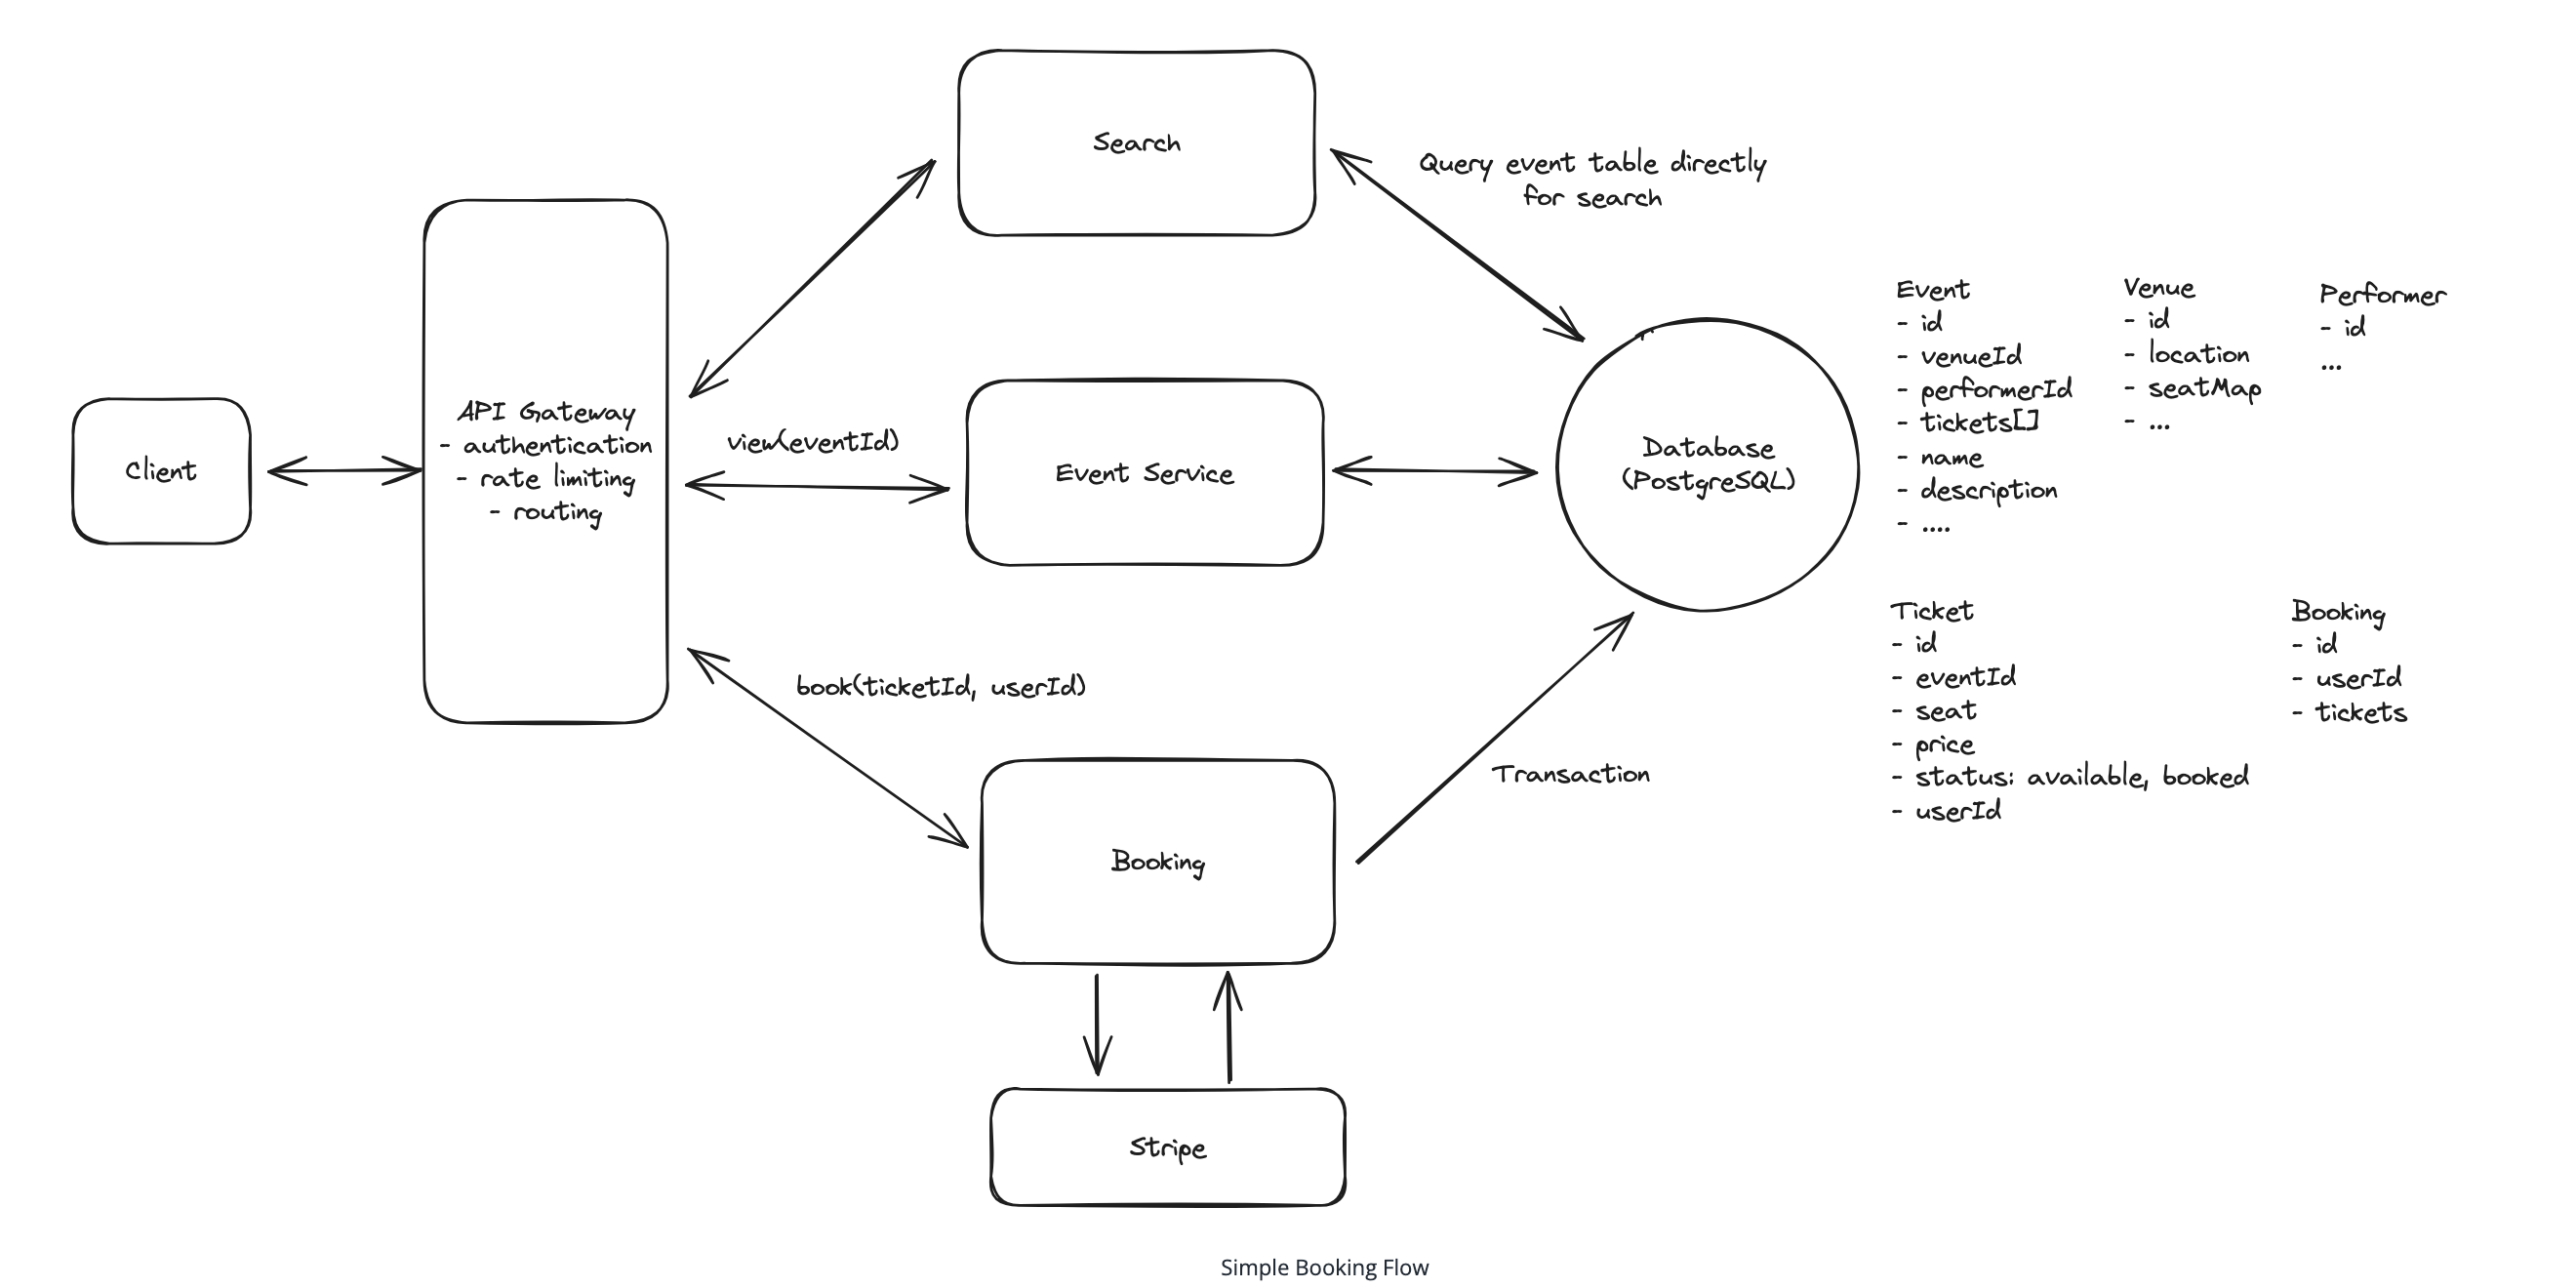 Search
Query event table directly
for search
Client
API Gateway
- authentication
- rate limiting
- routing
view(eventId)
Event Service
Database
(PostgreSQL)
Event
- id
- venueId
- performerId
- tickets[]
- name
- description
- ....
Venue
- id
- location
- seatMap
- ...
Performer
- id
...
Ticket
- id
- eventId
- seat
- price
- status: available, booked
- userId
Booking
- id
- userId
- tickets
book(ticketId, userId)
Transaction
Booking
Stripe
Simple Booking Flow